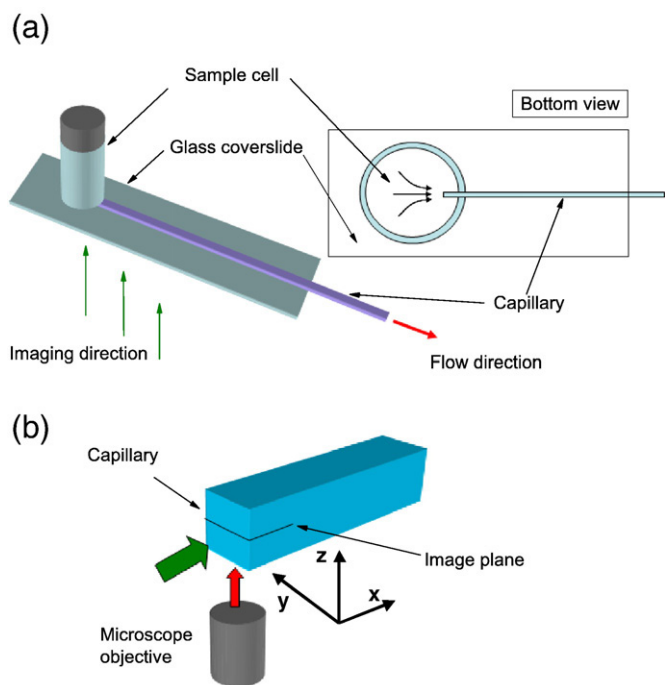 (a)
Sample cell
Bottom view
Glass coverslide
Capillary
Imaging direction
Flow direction
(b)
Capillary
Image plane
z
y
x
Microscope
objective